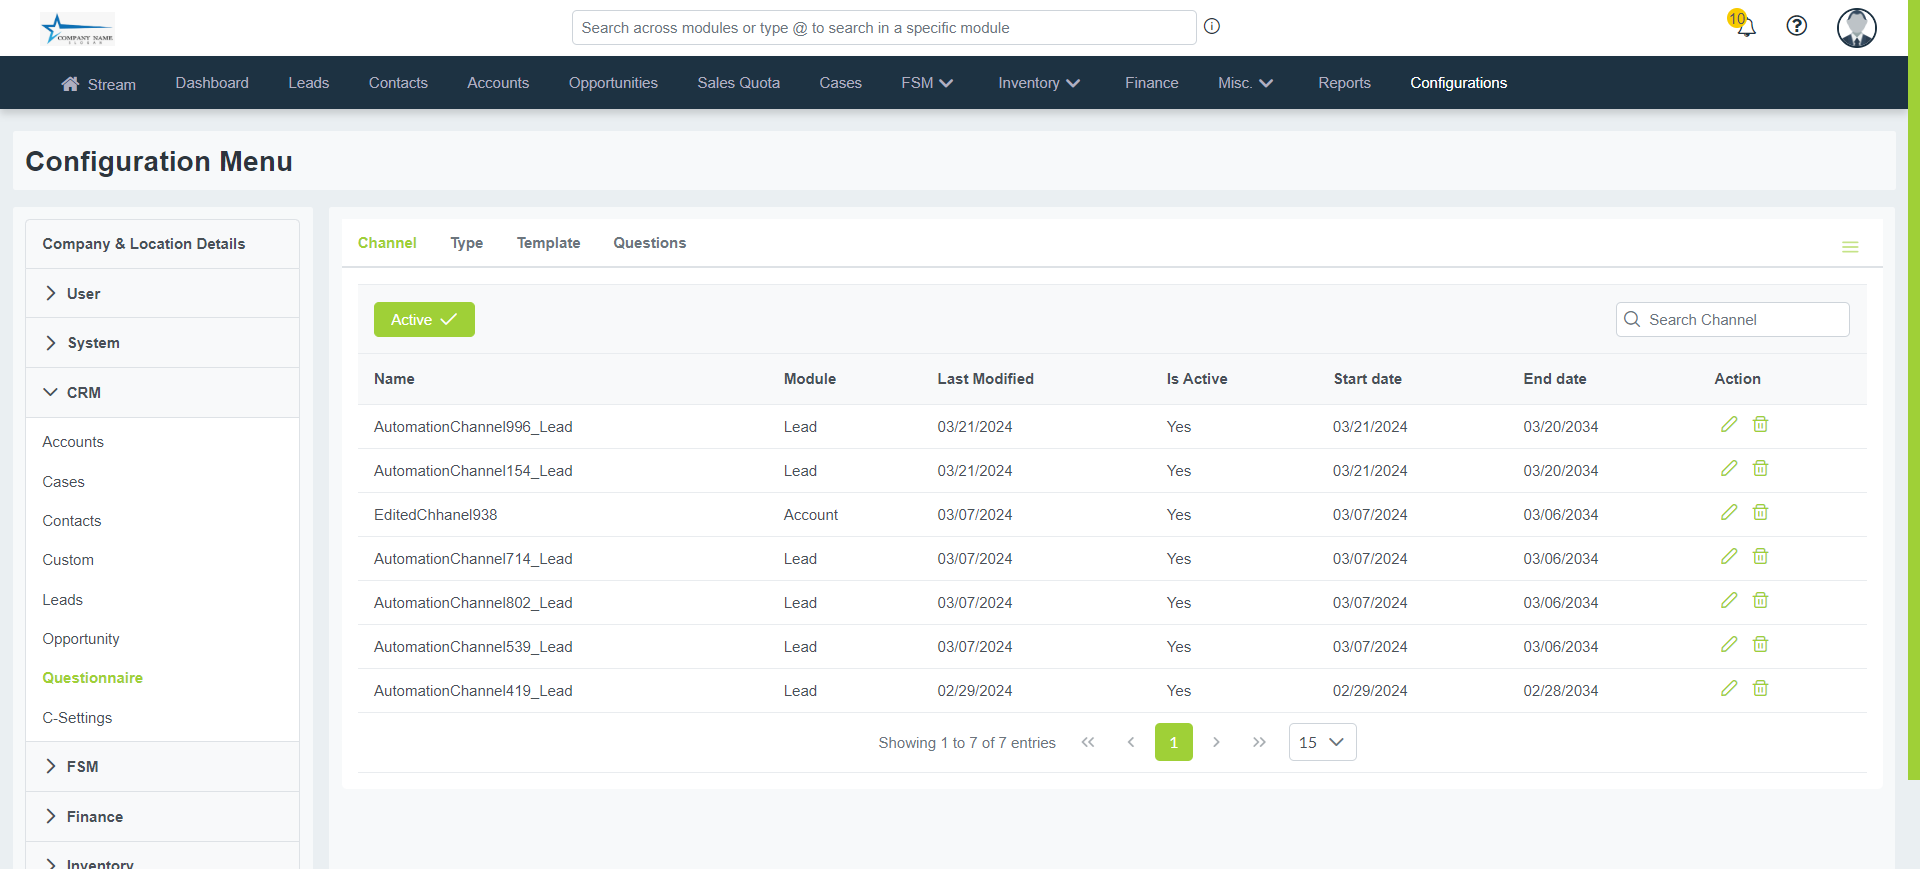 COMPANY NAME
Search across modules or type @ to search in a specific module
10
Stream Dashboard Leads Contacts Accounts Opportunities Sales Quota Cases FSM Inventory Finance Misc. Reports Configurations
Configuration Menu
Company & Location Details
User
System
CRM
Accounts
Cases
Contacts
Custom
Leads
Opportunity
Questionnaire
C-Settings
FSM
Finance
Inventory
Channel Type Template Questions
Active
Search Channel
Name Module Last Modified Is Active Start date End date Action
AutomationChannel996_Lead Lead 03/21/2024 Yes 03/21/2024 03/20/2034
AutomationChannel154_Lead Lead 03/21/2024 Yes 03/21/2024 03/20/2034
EditedChhanel938 Account 03/07/2024 Yes 03/07/2024 03/06/2034
AutomationChannel714_Lead Lead 03/07/2024 Yes 03/07/2024 03/06/2034
AutomationChannel802_Lead Lead 03/07/2024 Yes 03/07/2024 03/06/2034
AutomationChannel539_Lead Lead 03/07/2024 Yes 03/07/2024 03/06/2034
AutomationChannel419_Lead Lead 02/29/2024 Yes 02/29/2024 02/28/2034
Showing 1 to 7 of 7 entries 1 15